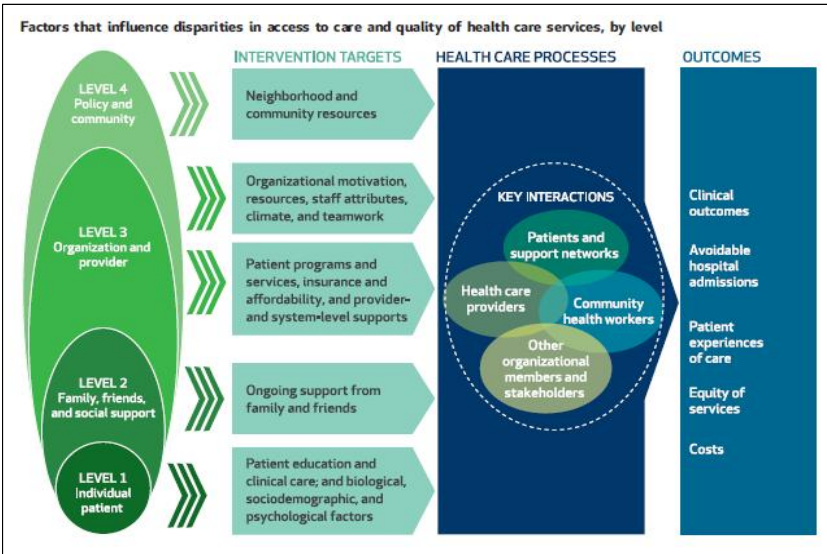 Factors that influence disparities in access to care and quality of health care services, by level
INTERVENTION TARGETS
HEALTH CARE PROCESSES
OUTCOMES
LEVEL 4
Policy and
community
Neighborhood and
community resources
LEVEL 3
Organization and
provider
Organizational motivation,
resources, staff attributes,
climate, and teamwork
Patient programs and
services, insurance and
affordability, and provider-
and system-level supports
LEVEL 2
Family, friends,
and social support
Ongoing support from
family and friends
LEVEL 1
Individual
patient
Patient education and
clinical care; and biological,
sociodemographic, and
psychological factors
KEY INTERACTIONS
Patients and
support networks
Health care
providers
Community
health workers
Other
organizational
members and
stakeholders
Clinical
outcomes
Avoidable
hospital
admissions
Patient
experiences
of care
Equity of
services
Costs